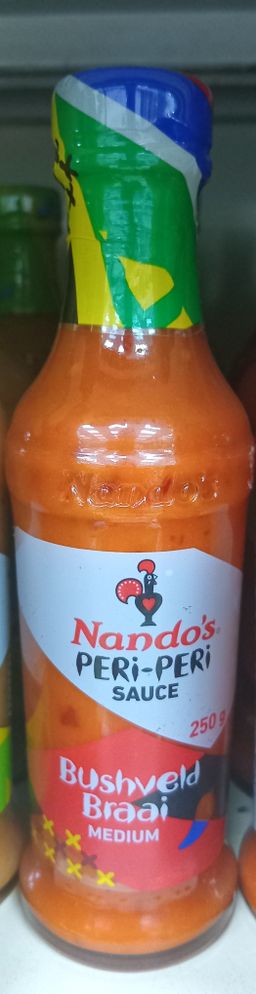 Nando's
Nando's
PERi-PERi
SAUCE
250 g
Bushveld
Braai
MEDIUM